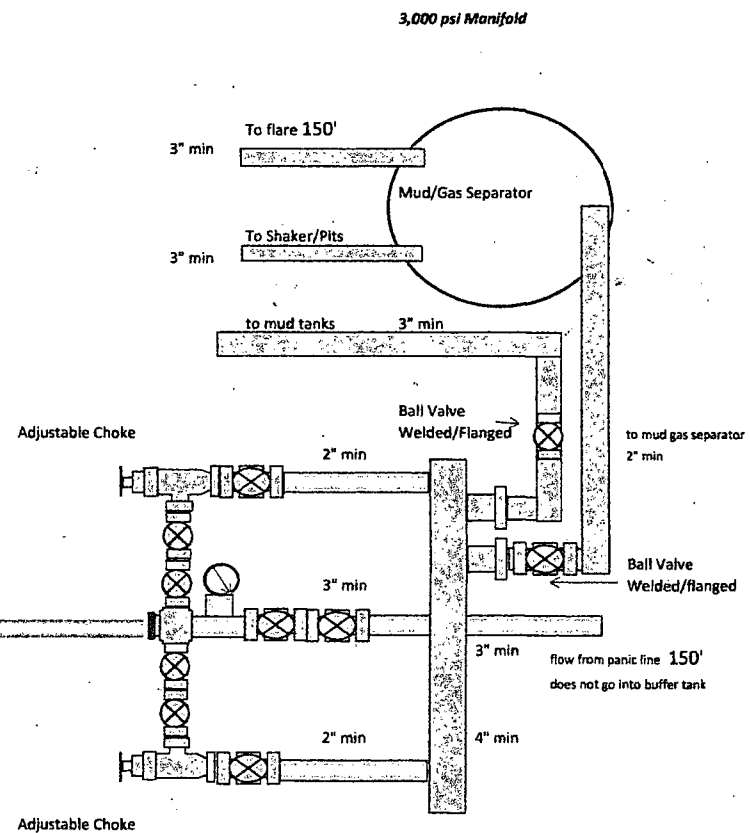 3,000 psi Manifold
To flare 150'
3" min
Mud/Gas Separator
To Shaker/Pits
3" min
to mud tanks 3" min
Ball Valve
Welded/Flanged
Adjustable Choke
to mud gas separator
2" min
2" min
Ball Valve
Welded/flanged
3" min
3" min
flow from panic line 150'
does not go into buffer tank
2" min
4" min
Adjustable Choke